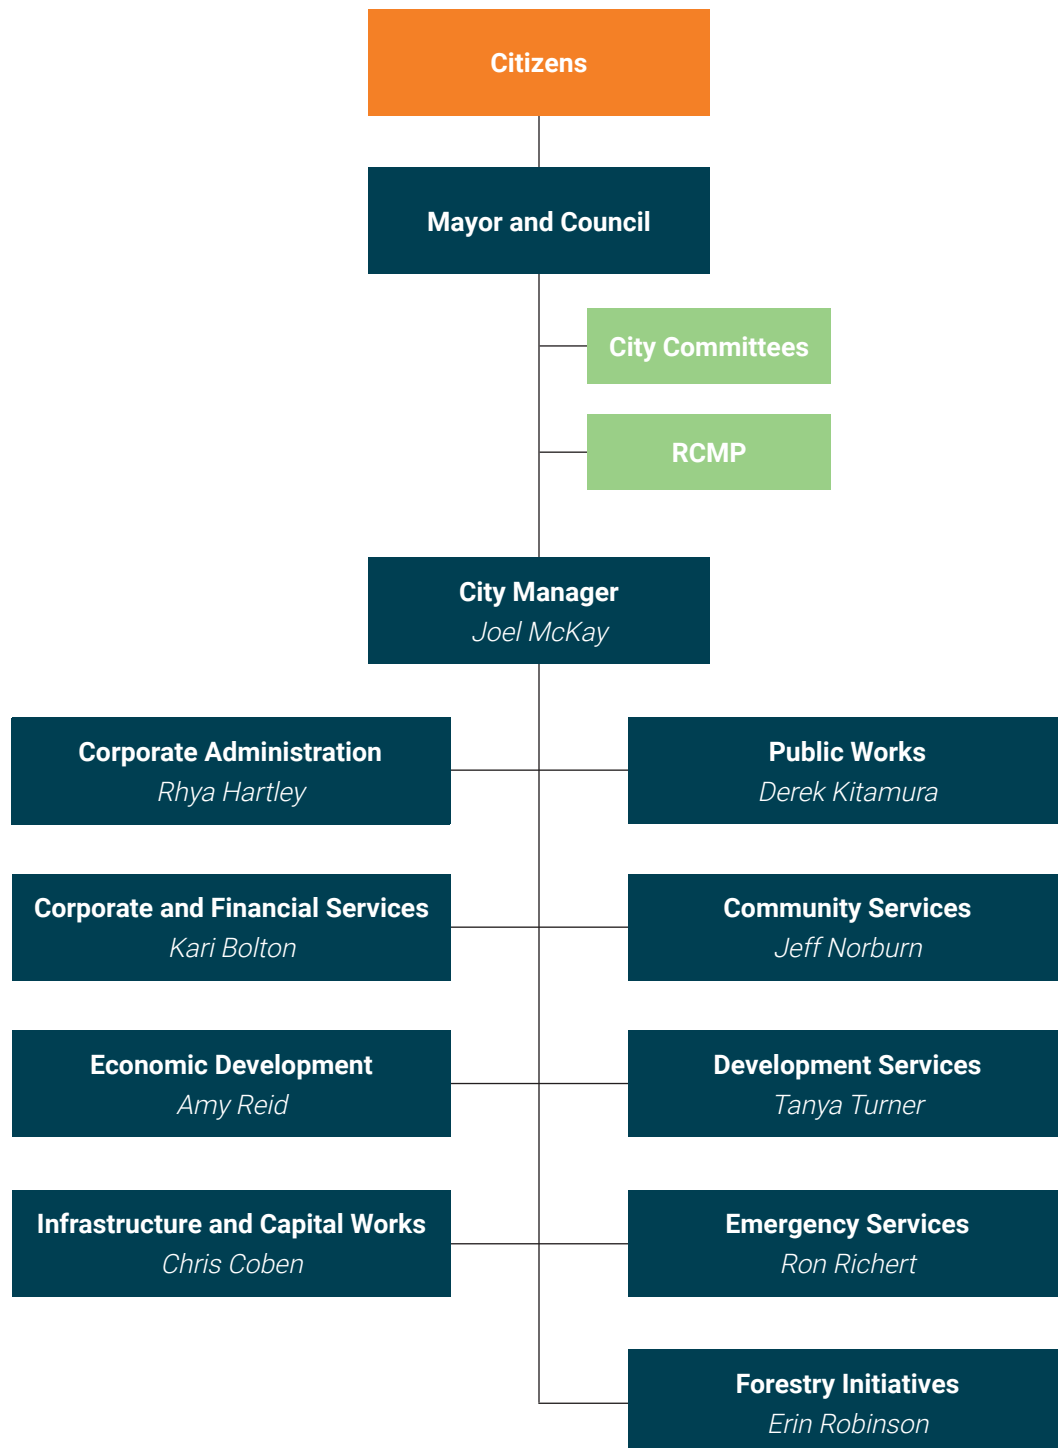 Citizens
Mayor and Council
City Committees
RCMP
City Manager
Joel McKay
Corporate Administration
Rhya Hartley
Public Works
Derek Kitamura
Corporate and Financial Services
Kari Bolton
Community Services
Jeff Norburn
Economic Development
Amy Reid
Development Services
Tanya Turner
Infrastructure and Capital Works
Chris Coben
Emergency Services
Ron Richert
Forestry Initiatives
Erin Robinson